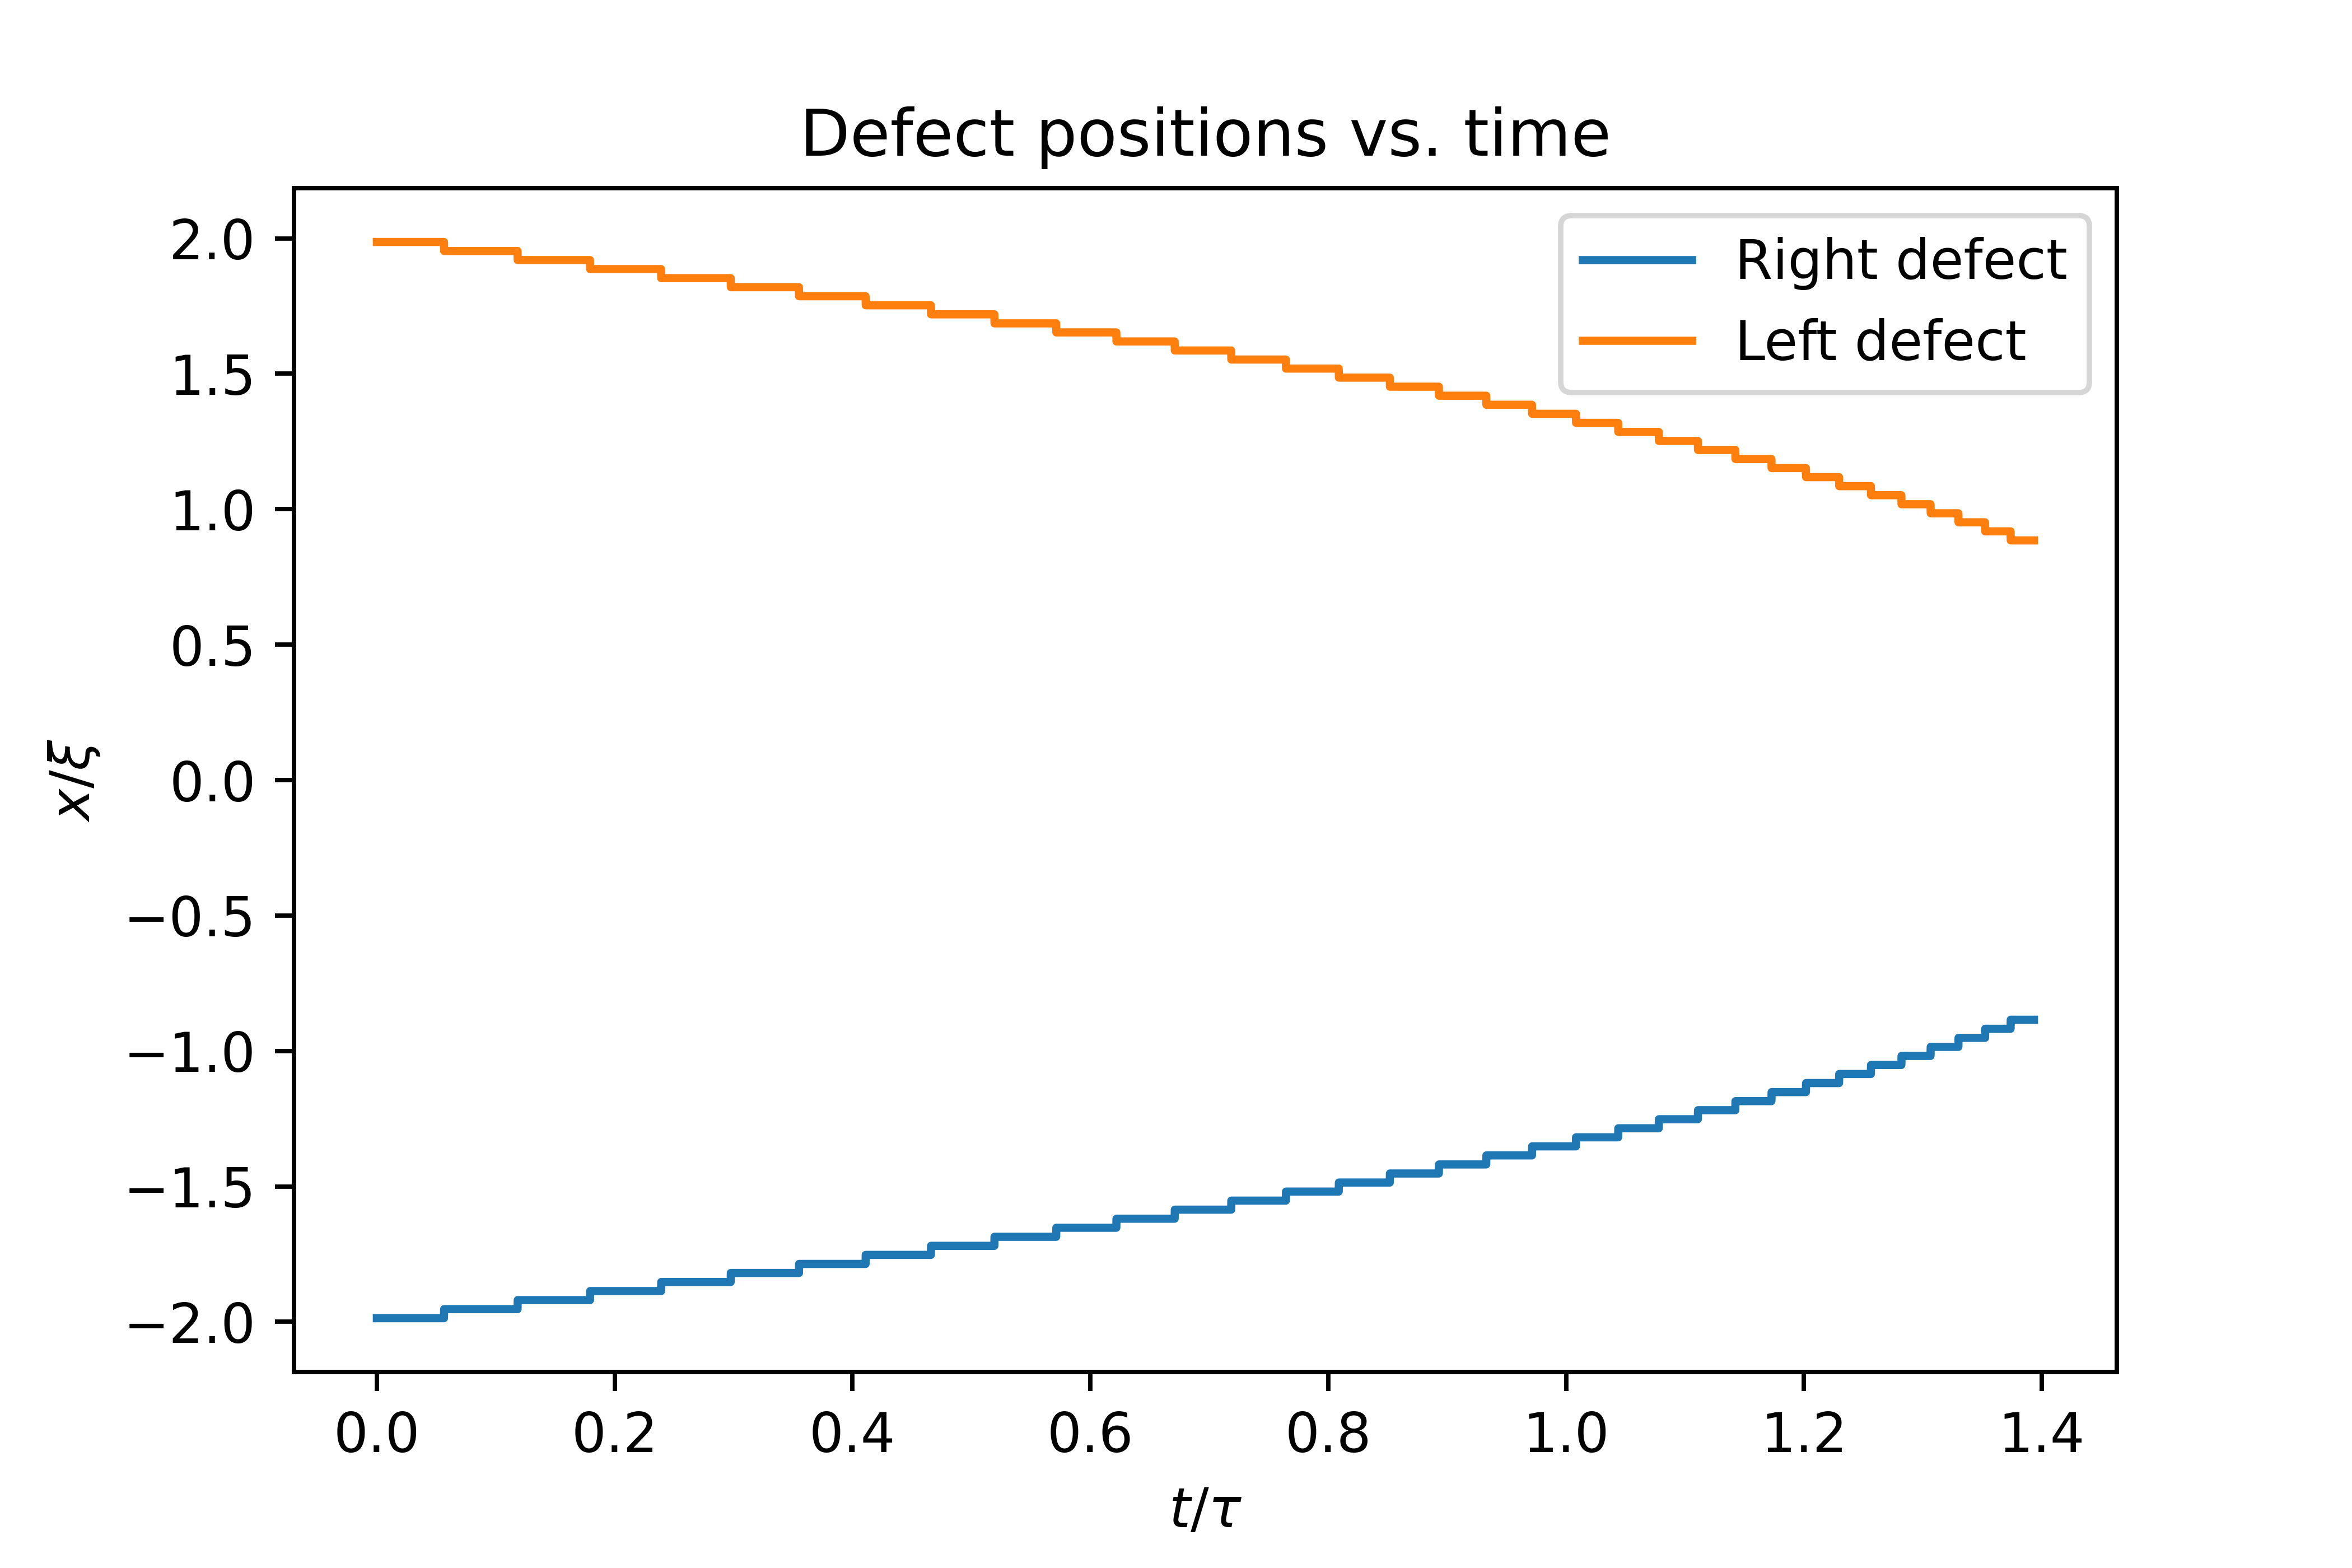 Defect positions vs. time
Right defect
Left defect
2.0
1.5
1.0
0.5
0.0
−0.5
−1.0
−1.5
−2.0
x/ξ
0.0 0.2 0.4 0.6 0.8 1.0 1.2 1.4
t/τ